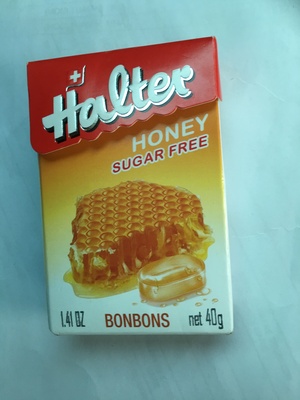 Halter
HONEY
SUGAR FREE
1.41 OZ BONBONS net 40g